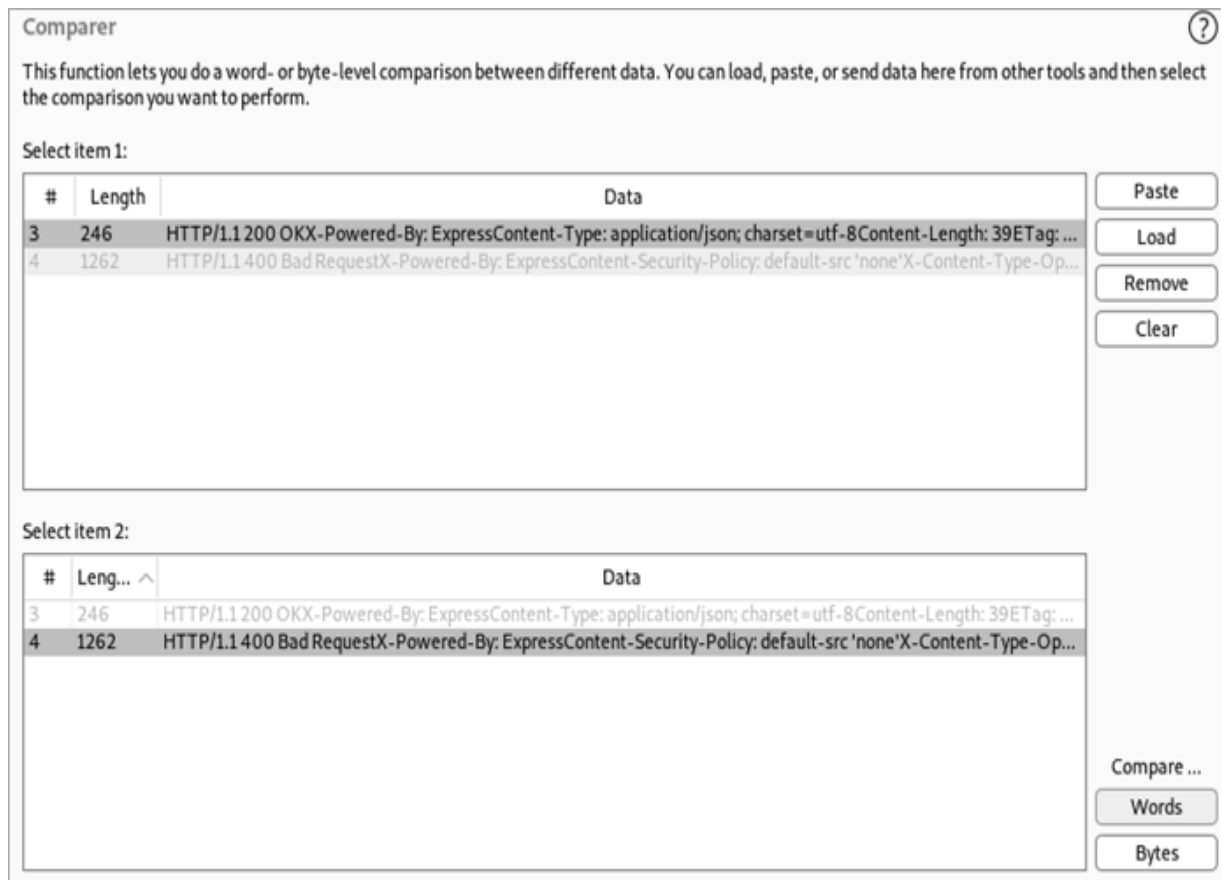 Comparer
?
This function lets you do a word- or byte-level comparison between different data. You can load, paste, or send data here from other tools and then select
the comparison you want to perform.
Select item 1:
# Length Data
3 246 HTTP/1.1 200 OKX-Powered-By: ExpressContent-Type: application/json; charset=utf-8Content-Length: 39ETag: ...
4 1262 HTTP/1.1 400 Bad RequestX-Powered-By: ExpressContent-Security-Policy: default-src 'none'X-Content-Type-Op...
Paste
Load
Remove
Clear
Select item 2:
# Leng... Data
3 246 HTTP/1.1 200 OKX-Powered-By: ExpressContent-Type: application/json; charset=utf-8Content-Length: 39ETag: ...
4 1262 HTTP/1.1 400 Bad RequestX-Powered-By: ExpressContent-Security-Policy: default-src 'none'X-Content-Type-Op...
Compare ...
Words
Bytes